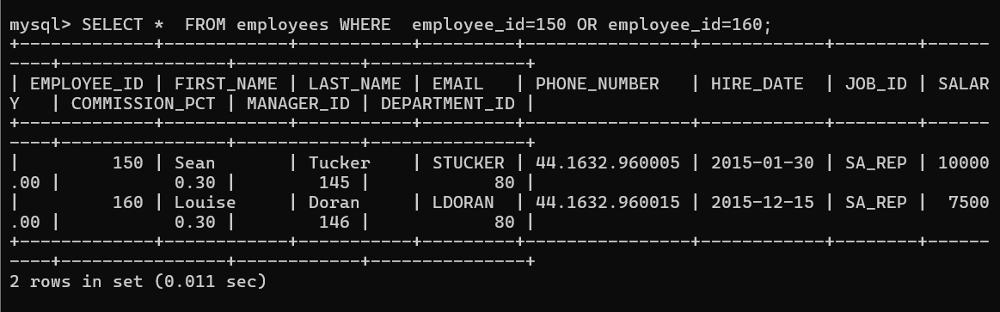 mysql> SELECT *  FROM employees WHERE  employee_id=150 OR employee_id=160;
+-------------+------------+-----------+---------+----------------+------------+--------+------
----+----------------+------------+---------------+
| EMPLOYEE_ID | FIRST_NAME | LAST_NAME | EMAIL   | PHONE_NUMBER   | HIRE_DATE  | JOB_ID | SALAR
Y   | COMMISSION_PCT | MANAGER_ID | DEPARTMENT_ID |
+-------------+------------+-----------+---------+----------------+------------+--------+------
----+----------------+------------+---------------+
|         150 | Sean       | Tucker    | STUCKER | 44.1632.960005 | 2015-01-30 | SA_REP | 10000
.00 |           0.30 |        145 |            80 |
|         160 | Louise     | Doran     | LDORAN  | 44.1632.960015 | 2015-12-15 | SA_REP |  7500
.00 |           0.30 |        146 |            80 |
+-------------+------------+-----------+---------+----------------+------------+--------+------
----+----------------+------------+---------------+
2 rows in set (0.011 sec)